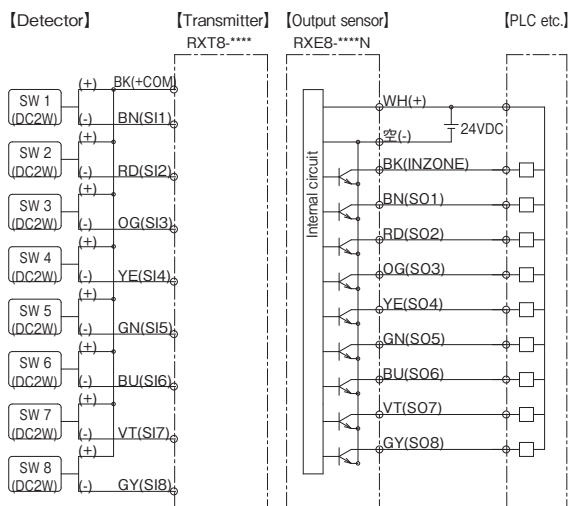 【Detector】
【Transmitter】
【Output sensor】
【PLC etc.】
RXT8-****
RXE8-****N
(+)
BK(+COM)
SW 1
(DC2W)
(-)
BN(SI1)
SW 2
(DC2W)
(+)
(-)
RD(SI2)
SW 3
(DC2W)
(+)
(-)
OG(SI3)
SW 4
(DC2W)
(+)
(-)
YE(SI4)
SW 5
(DC2W)
(+)
(-)
GN(SI5)
SW 6
(DC2W)
(+)
(-)
BU(SI6)
SW 7
(DC2W)
(+)
(-)
VT(SI7)
SW 8
(DC2W)
(+)
(-)
GY(SI8)
Internal circuit
WH(+)
24VDC
空(-)
BK(INZONE)
BN(SO1)
RD(SO2)
OG(SO3)
YE(SO4)
GN(SO5)
BU(SO6)
VT(SO7)
GY(SO8)